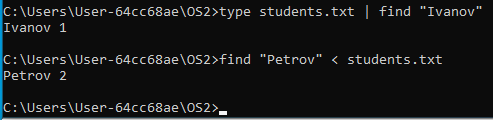 C:\Users\User-64cc68ae\OS2>type students.txt | find "Ivanov"
Ivanov 1
C:\Users\User-64cc68ae\OS2>find "Petrov" < students.txt
Petrov 2
C:\Users\User-64cc68ae\OS2>